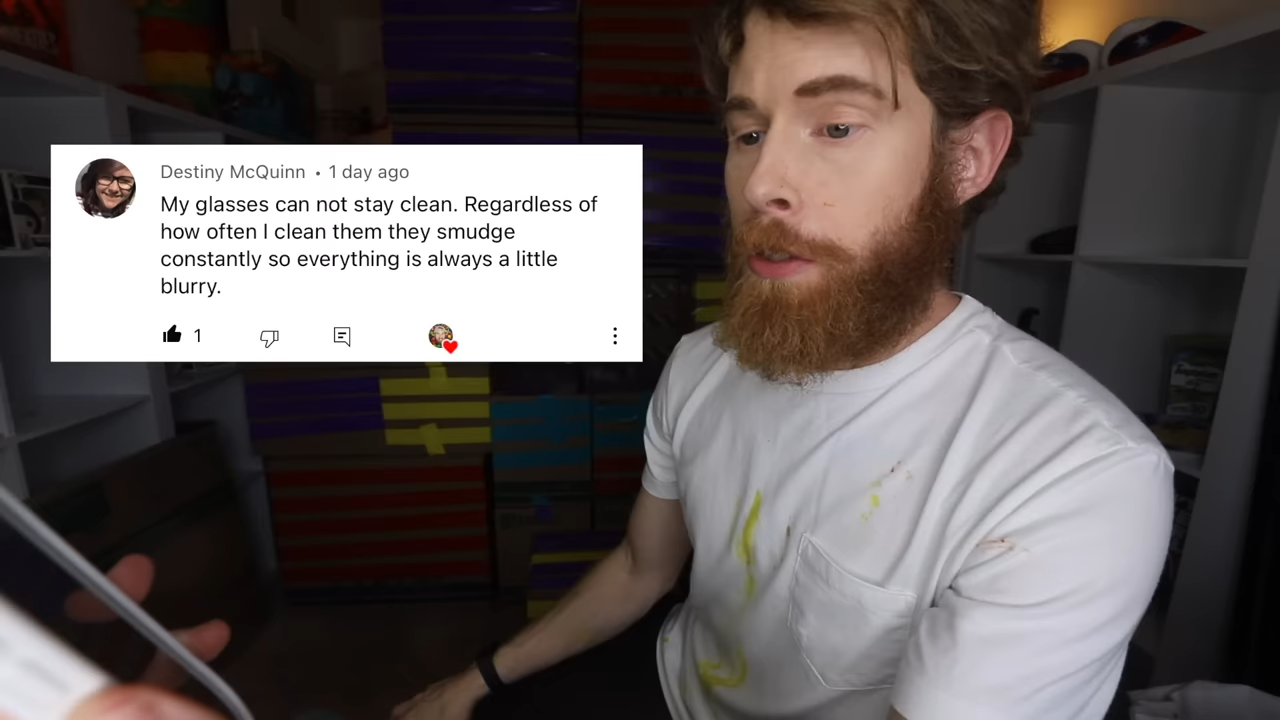 Destiny McQuinn • 1 day ago
My glasses can not stay clean. Regardless of
how often I clean them they smudge
constantly so everything is always a little
blurry.
1